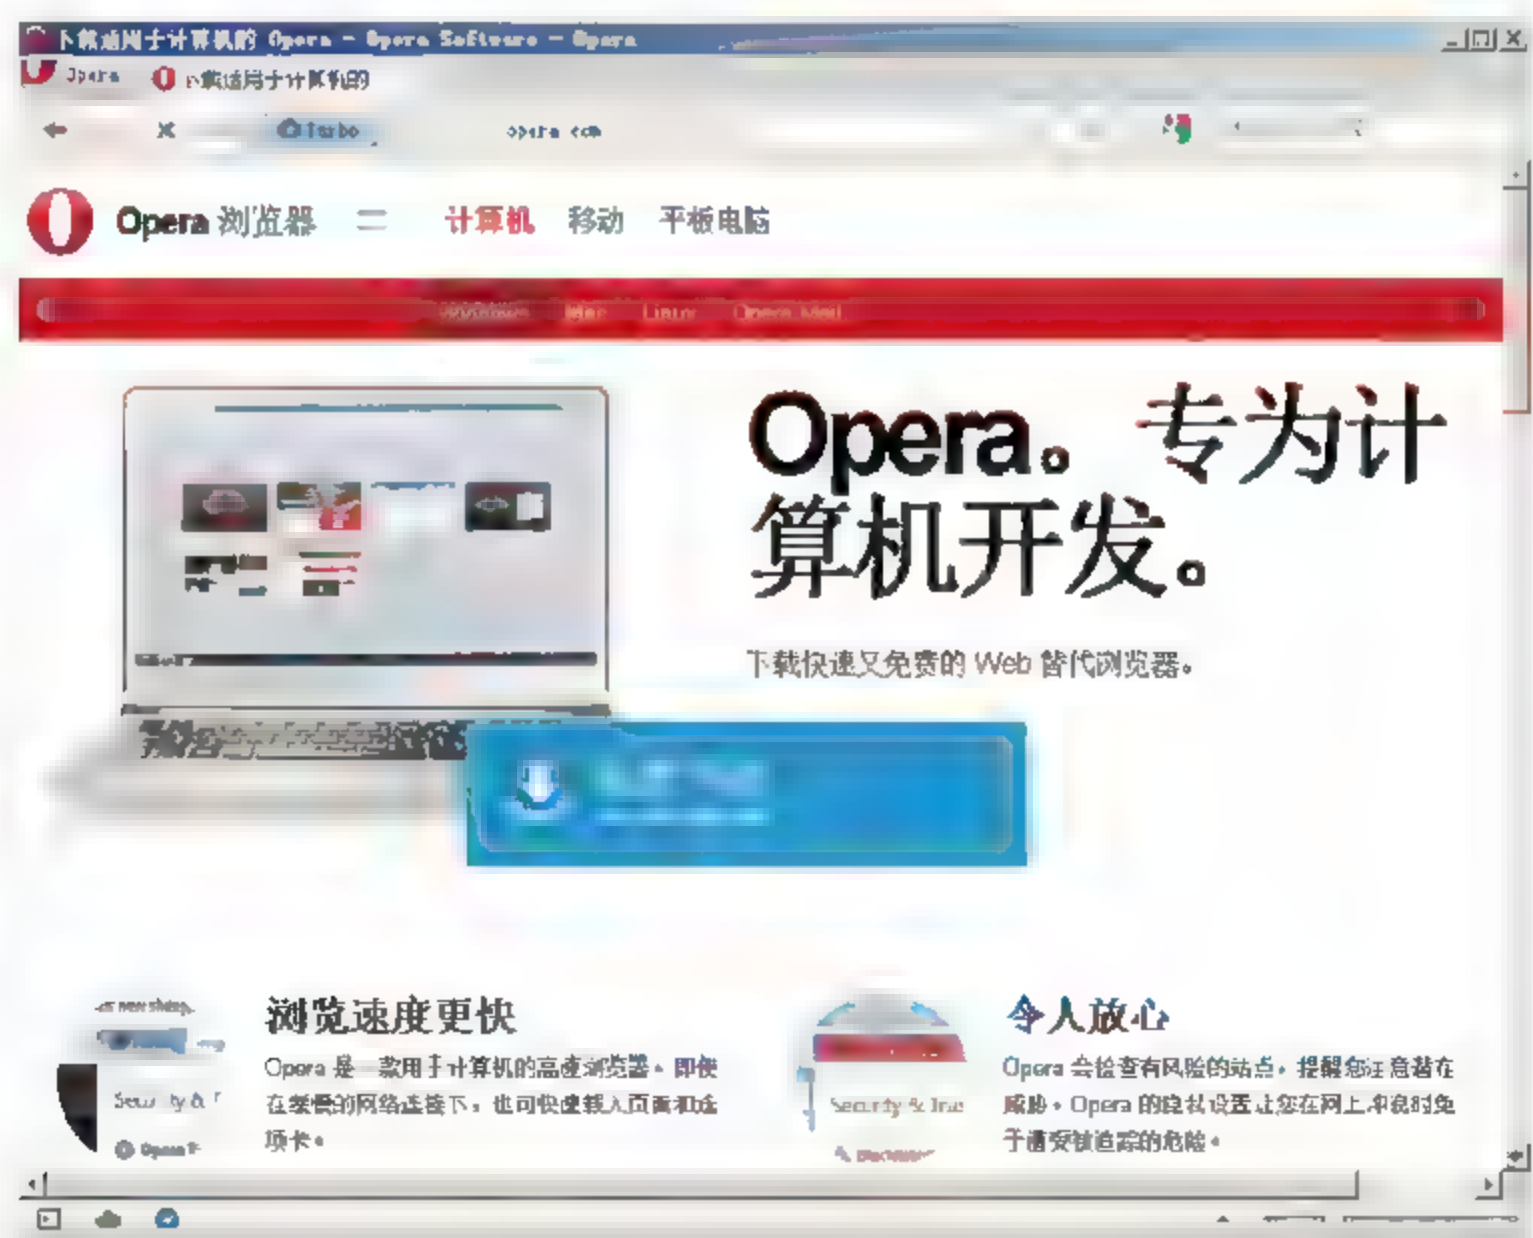 下载适用于计算机的 Opera - Opera Software - Opera
Opera 下载适用于计算机的
Turbo opera.com
Opera 浏览器 计算机 移动 平板电脑
Windows Mac Linux Opera Mail
Opera。专为计
算机开发。
下载快速又免费的 Web 替代浏览器。
浏览速度更快
Opera 是一款用于计算机的高速浏览器。即使
在缓慢的网络连接下，也可快速载入页面和选
项卡。
Security &
令人放心
Opera 会检查有风险的站点，提醒您注意潜在
威胁。Opera 的隐私设置让您在网上冲浪时免
于遭受被追踪的危险。
Security &